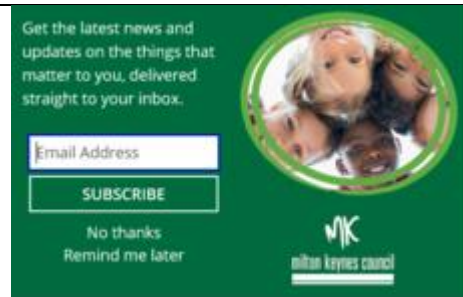 Get the latest news and
updates on the things that
matter to you, delivered
straight to your inbox.
Email Address
SUBSCRIBE
No thanks
Remind me later
MK
milton keynes council